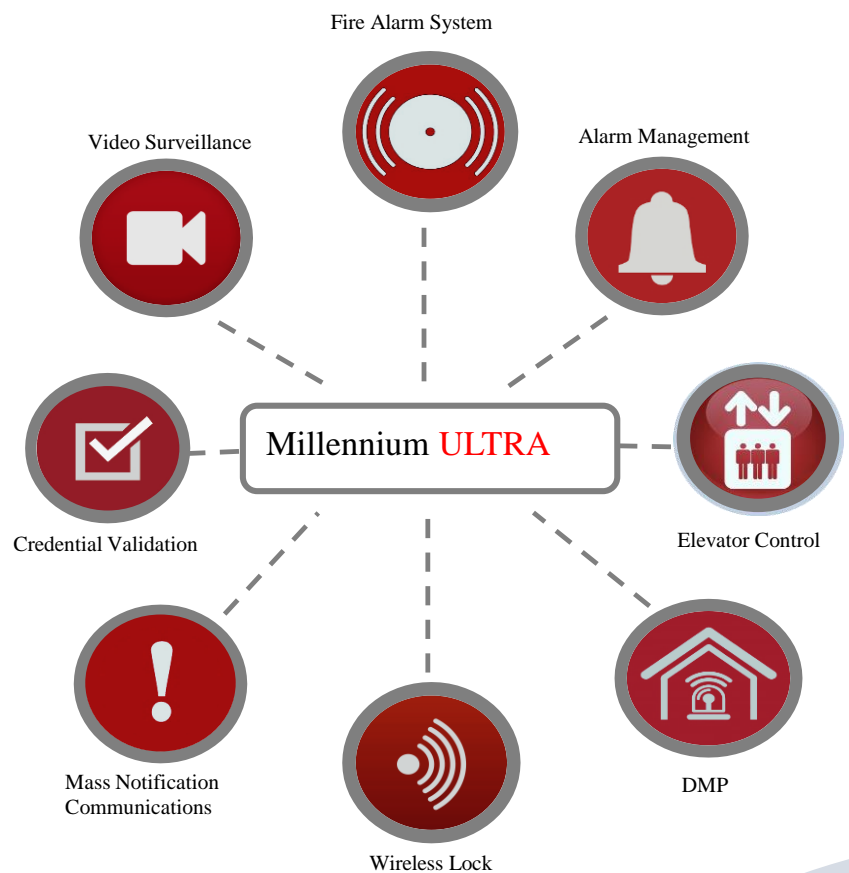 Fire Alarm System
Video Surveillance
Alarm Management
Millennium ULTRA
Credential Validation
Elevator Control
Mass Notification
Communications
DMP
Wireless Lock